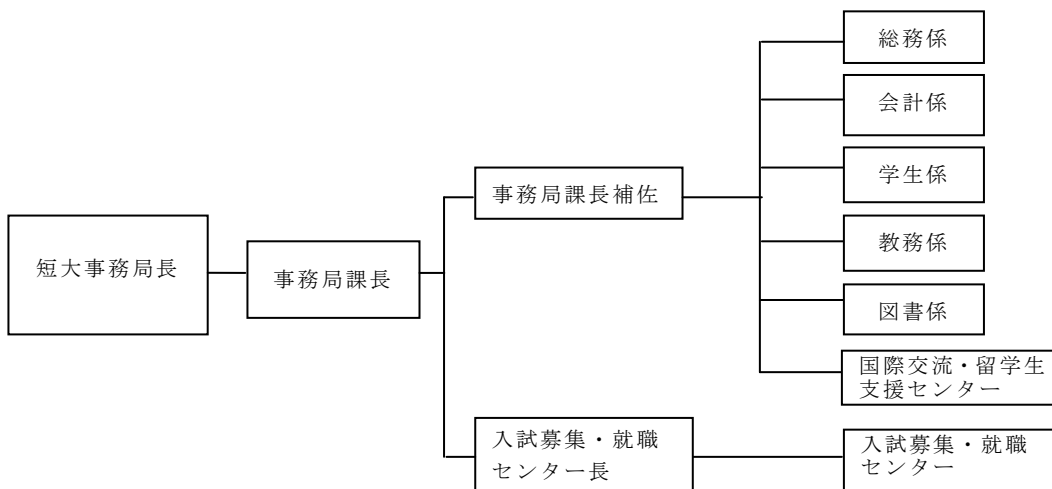 総務係
会計係
学生係
事務局課長補佐
教務係
短大事務局長
事務局課長
図書係
国際交流・留学生
支援センター
入試募集・就職
センター長
入試募集・就職
センター